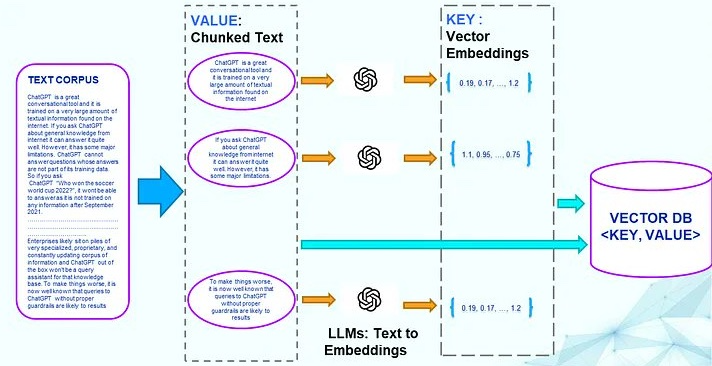 TEXT CORPUS
ChatGPT is a great
conversational tool and it is
trained on a very large amount of
textual information found on the
internet. If you ask ChatGPT
about general knowledge from
internet it can answer it quite
well. However, it has some major
limitations. ChatGPT cannot
answer questions whose answers
are not part of its training data.
So if you ask
ChatGPT "Who won the soccer
world cup 2022?", it wont be able
to answer as it is not trained on
any information after September
2021.
Enterprises likely sit on piles of
very specialized, proprietary, and
constantly updating corpus of
information and ChatGPT out of
the box won't be a query
assistant for that knowledge
base. To make things worse, it is
now well known that queries to
ChatGPT without proper
guardrails are likely to results
VALUE:
Chunked Text
ChatGPT is a great
conversational tool and
it is trained on a very
large amount of textual
information found on
the internet
If you ask ChatGPT
about general
knowledge from internet
it can answer it quite
well. However, it has
some major limitations.
To make things worse, it
is now well known that
queries to ChatGPT
without proper
guardrails are likely to
results
LLMs: Text to
Embeddings
KEY :
Vector
Embeddings
{ 0.19, 0.17, ..., 1.2 }
{ 1.1, 0.95, ..., 0.75 }
{ 0.19, 0.17, ..., 1.2 }
VECTOR DB
<KEY, VALUE>